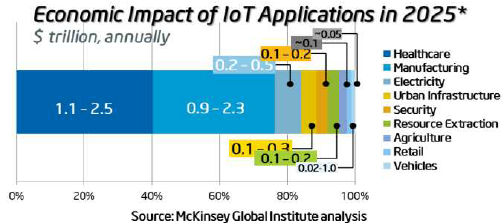 Economic Impact of IoT Applications in 2025*
$ trillion, annually
~0.05
~0.1
0.1 – 0.2
0.2 – 0.5
1.1 – 2.5
0.9 – 2.3
0.1 – 0.3
0.1 – 0.2
0.02-1.0
Healthcare
Manufacturing
Electricity
Urban Infrastructure
Security
Resource Extraction
Agriculture
Retail
Vehicles
0% 20% 40% 60% 80% 100%
Source: McKinsey Global Institute analysis